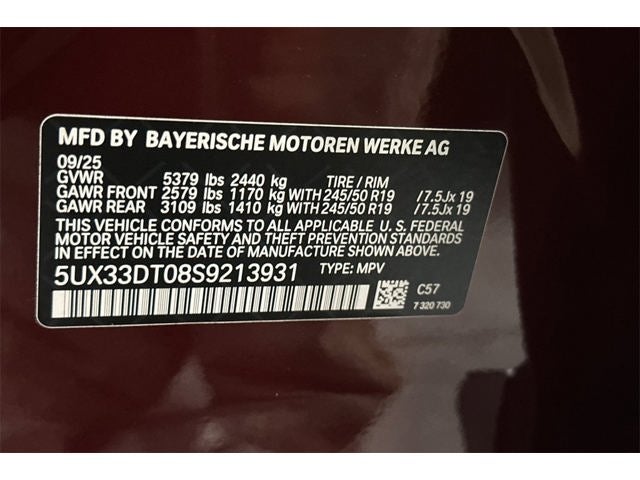 MFD BY BAYERISCHE MOTOREN WERKE AG
09/25
GVWR 5379 lbs 2440 kg TIRE / RIM
GAWR FRONT 2579 lbs 1170 kg WITH 245/50 R19 /7.5Jx 19
GAWR REAR 3109 lbs 1410 kg WITH 245/50 R19 /7.5Jx 19
THIS VEHICLE CONFORMS TO ALL APPLICABLE U. S. FEDERAL
MOTOR VEHICLE SAFETY AND THEFT PREVENTION STANDARDS
IN EFFECT ON THE DATE OF MANUFACTURE SHOWN ABOVE.
5UX33DT08S9213931 TYPE: MPV
C57
7 320 730